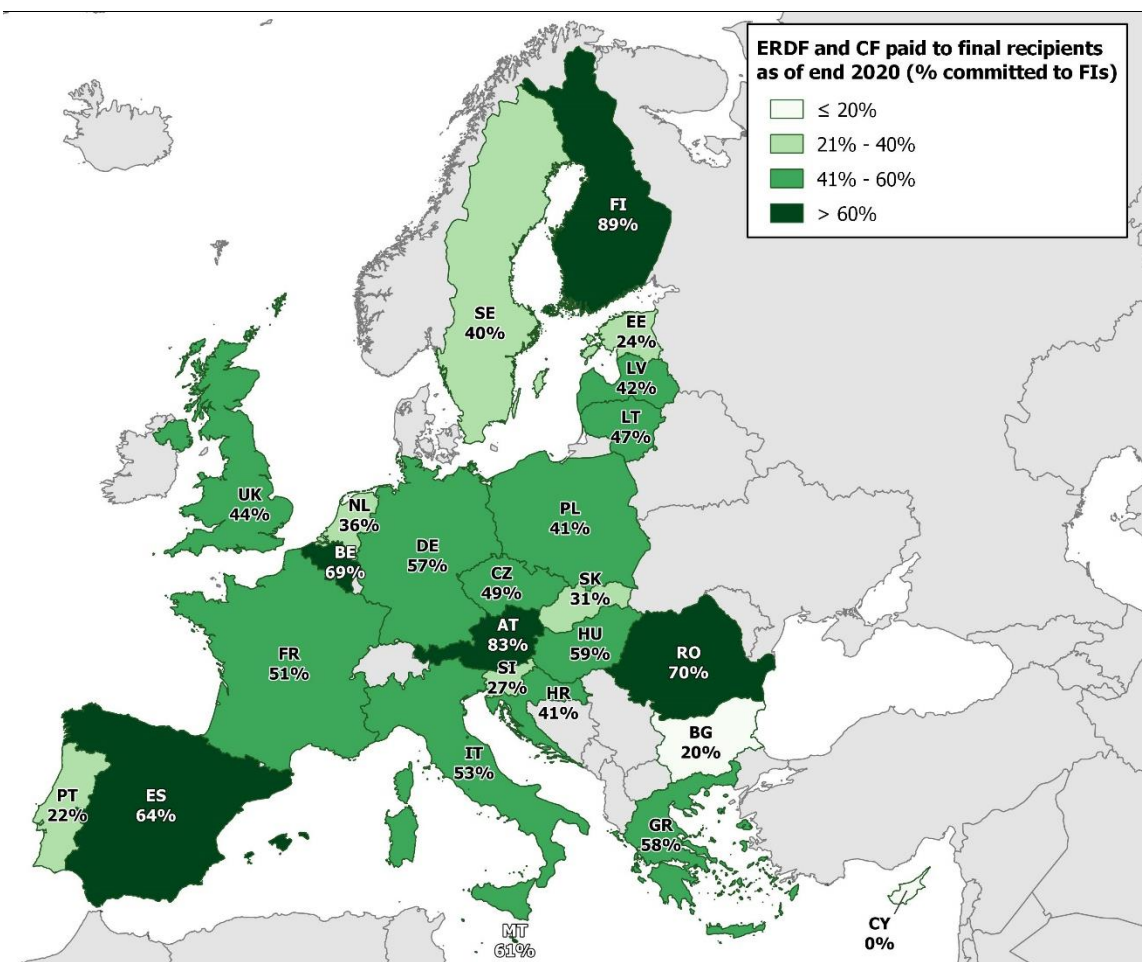 ERDF and CF paid to final recipients
as of end 2020 (% committed to FIs)
≤ 20%
21% - 40%
41% - 60%
> 60%
FI
89%
SE
40%
EE
24%
LV
42%
LT
47%
UK
44%
NL
36%
BE
69%
DE
57%
PL
41%
CZ
49%
SK
31%
AT
83%
HU
59%
RO
70%
FR
51%
SI
27%
HR
41%
BG
20%
IT
53%
PT
22%
ES
64%
GR
58%
MT
61%
CY
0%